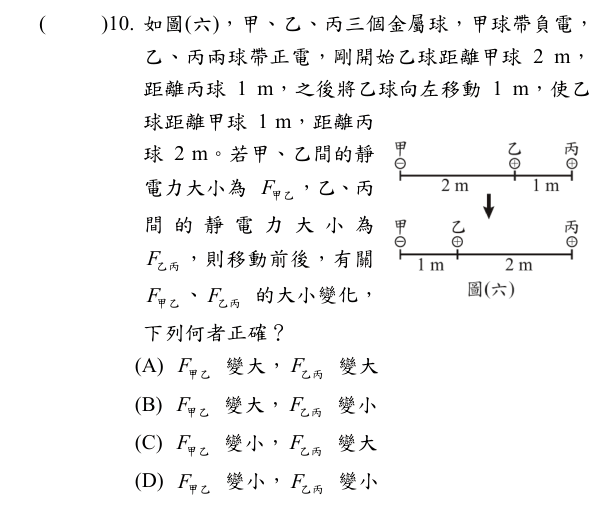 (　　)10. 如圖(六)，甲、乙、丙三個金屬球，甲球帶負電，
乙、丙兩球帶正電，剛開始乙球距離甲球 2 m，
距離丙球 1 m，之後將乙球向左移動 1 m，使乙
球距離甲球 1 m，距離丙
球 2 m。若甲、乙間的靜
電力大小為 F甲乙，乙、丙
間的靜電力大小為
F乙丙，則移動前後，有關
F甲乙、F乙丙 的大小變化，
下列何者正確？
甲 乙 丙
⊖ ⊕ ⊕
2 m 1 m
甲 乙 丙
⊖ ⊕ ⊕
1 m 2 m
圖(六)
(A) F甲乙 變大，F乙丙 變大
(B) F甲乙 變大，F乙丙 變小
(C) F甲乙 變小，F乙丙 變大
(D) F甲乙 變小，F乙丙 變小